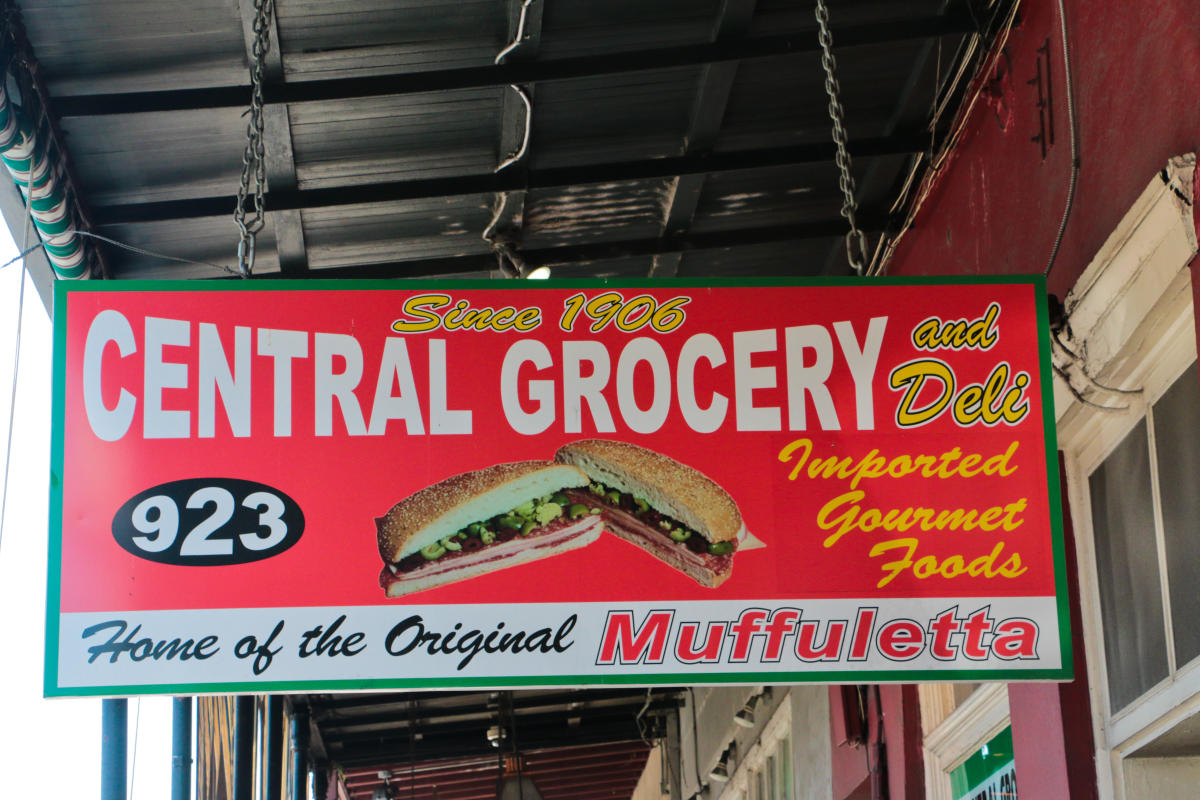 Since 1906
CENTRAL GROCERY and Deli
923
Imported
Gourmet
Foods
Home of the Original Muffuletta